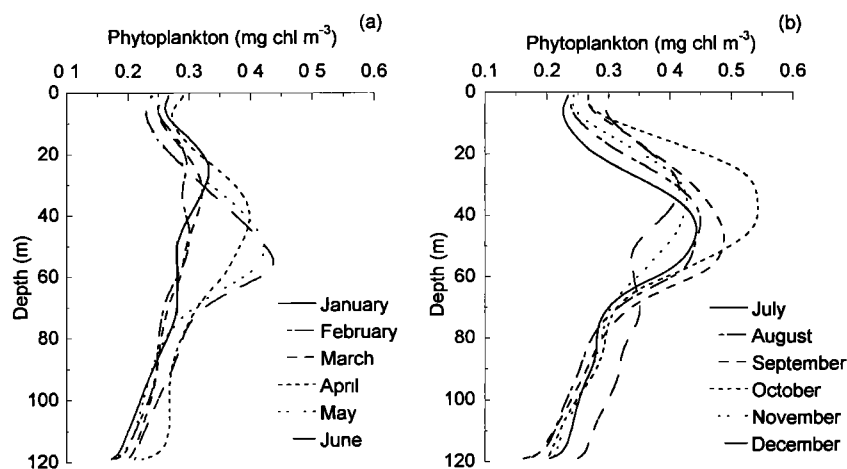 Phytoplankton (mg chl m⁻³) (a)
0 1 0.2 0.3 0 4 0.5 0.6
0
20
40
60
80
100
120
Depth (m)
January
February
March
April
May
June
Phytoplankton (mg chl m⁻³) (b)
0.1 0.2 0.3 0.4 0.5 0.6
0
20
40
60
80
100
120
Depth (m)
July
August
September
October
November
December